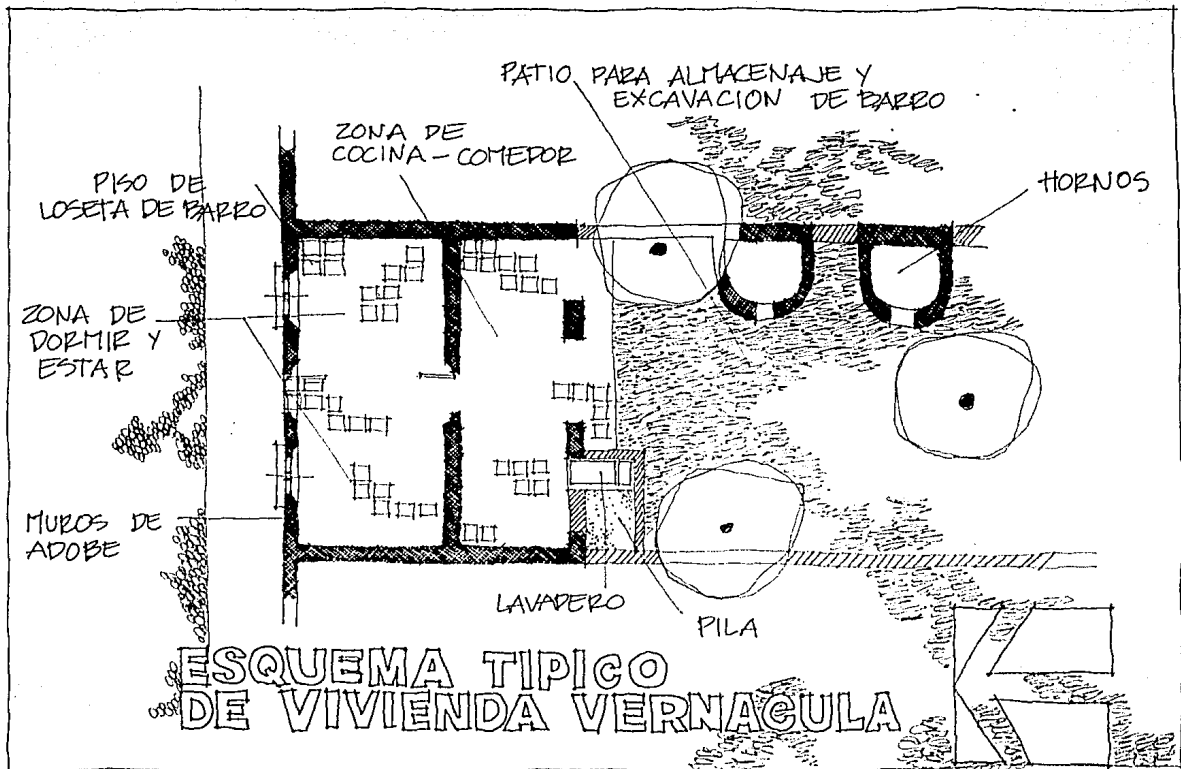 PATIO PARA ALMACENAJE Y
EXCAVACION DE BARRO
ZONA DE
COCINA-COMEDOR
HORNOS
PISO DE
LOSETA DE BARRO
ZONA DE
DORMIR Y
ESTAR
MUROS DE
ADOBE
LAVADERO
PILA
ESQUEMA TIPICO
DE VIVIENDA VERNACULA